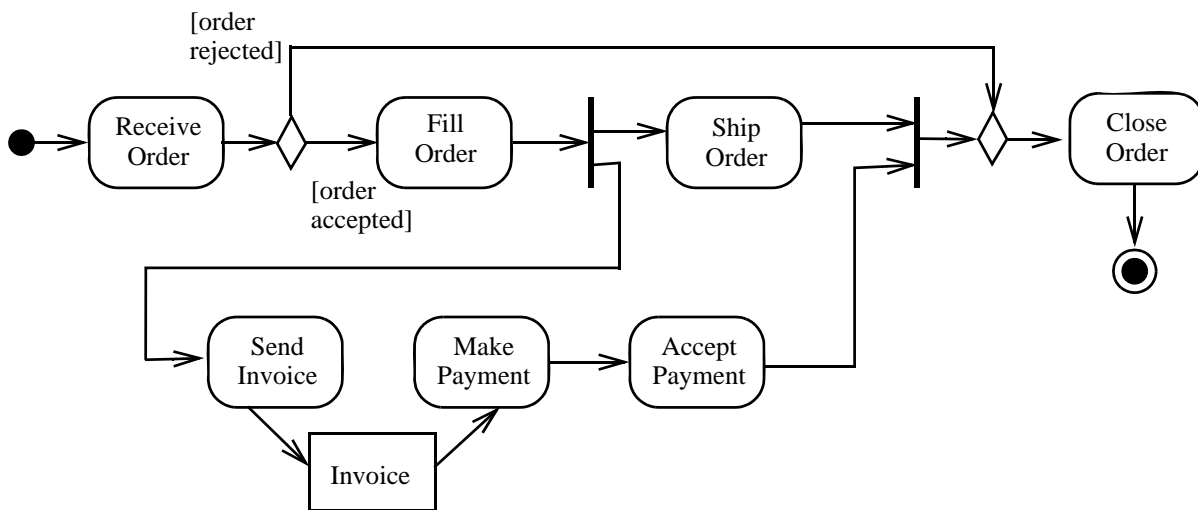 [order
rejected]
Receive
Order
Fill
Order
[order
accepted]
Ship
Order
Close
Order
Send
Invoice
Make
Payment
Accept
Payment
Invoice